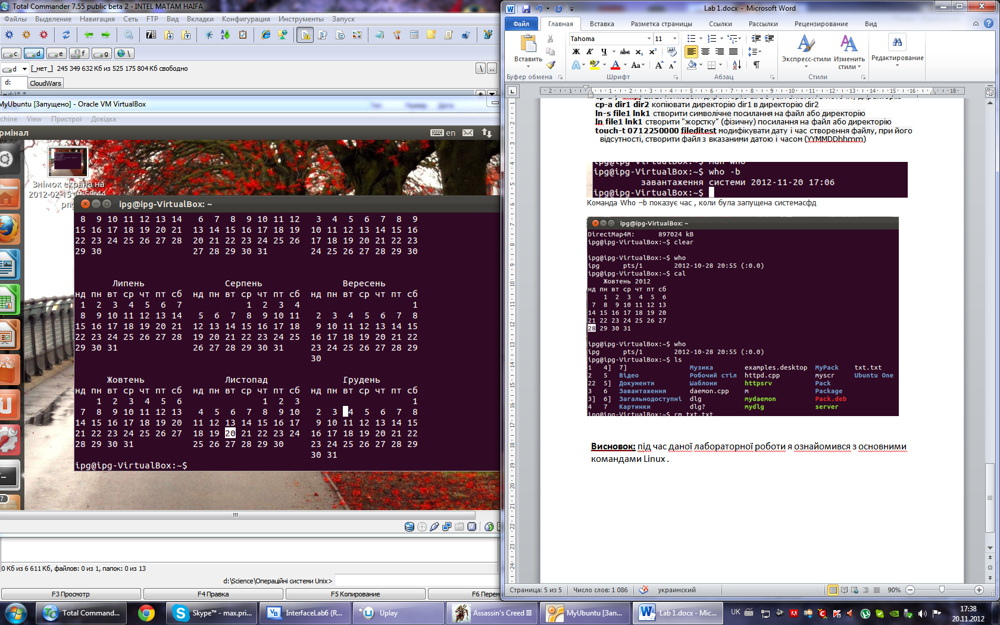 Total Commander 7.55 public beta 2 - INTEL MATAM HAIFA
Файлы Выделение Навигация Сеть FTP Вид Вкладки Конфигурация Инструменты Запуск
c d e f g \
d [_нет_] 245 349 632 Кб из 525 175 804 Кб свободно \ ..
d: CloudWars
▾d:\*.*
MyUbuntu [Запущено] - Oracle VM VirtualBox
chine View Пристрої Довідка
рмінал en
Знімок екрана на
2012-02-15 19:59:44
png
ipg@ipg-VirtualBox: ~
8 9 10 11 12 13 14 6 7 8 9 10 11 12 3 4 5 6 7 8 9
15 16 17 18 19 20 21 13 14 15 16 17 18 19 10 11 12 13 14 15 16
22 23 24 25 26 27 28 20 21 22 23 24 25 26 17 18 19 20 21 22 23
29 30 27 28 29 30 31 24 25 26 27 28 29 30
Липень Серпень Вересень
нд пн вт ср чт пт сб нд пн вт ср чт пт сб нд пн вт ср чт пт сб
1 2 3 4 5 6 7 1 2 3 4 1
8 9 10 11 12 13 14 5 6 7 8 9 10 11 2 3 4 5 6 7 8
15 16 17 18 19 20 21 12 13 14 15 16 17 18 9 10 11 12 13 14 15
22 23 24 25 26 27 28 19 20 21 22 23 24 25 16 17 18 19 20 21 22
29 30 31 26 27 28 29 30 31 23 24 25 26 27 28 29
30
Жовтень Листопад Грудень
нд пн вт ср чт пт сб нд пн вт ср чт пт сб нд пн вт ср чт пт сб
1 2 3 4 5 6 1 2 3 1
7 8 9 10 11 12 13 4 5 6 7 8 9 10 2 3 4 5 6 7 8
14 15 16 17 18 19 20 11 12 13 14 15 16 17 9 10 11 12 13 14 15
21 22 23 24 25 26 27 18 19 20 21 22 23 24 16 17 18 19 20 21 22
28 29 30 31 25 26 27 28 29 30 23 24 25 26 27 28 29
30 31
ipg@ipg-VirtualBox:~$
0 Кб из 6 611 Кб, файлов: 0 из 1, папок: 0 из 13
d:\Science\Операційні системи Unix>
F3 Просмотр F4 Правка F5 Копирование F6 Перем
Lab 1.docx - Microsoft Word
Файл Главная Вставка Разметка страницы Ссылки Рассылки Рецензирование Вид
Tahoma 11
Вставить
Ж К Ч abc x₂ x²
Экспресс-стили Изменить стили Редактирование
Буфер обмена Шрифт Абзац Стили
cp-a dir1 dir2 копіювати директорію dir1 в директорію dir2
ln-s file1 lnk1 створити символічне посилання на файл або директорію
ln file1 lnk1 створити "жорстку" (фізичну) посилання на файл або директорію
touch-t 0712250000 fileditest модифікувати дату і час створення файлу, при його
відсутності, створити файл з вказаними датою і часом (YYMMDDhhmm)
ipg@ipg-VirtualBox:~$ man who
ipg@ipg-VirtualBox:~$ who -b
завантаження системи 2012-11-20 17:06
ipg@ipg-VirtualBox:~$
Команда Who –b показує час , коли була запущена системасфд
ipg@ipg-VirtualBox: ~
DirectMap4M: 897024 kB
ipg@ipg-VirtualBox:~$ clear
ipg@ipg-VirtualBox:~$ who
ipg pts/1 2012-10-28 20:55 (:0.0)
ipg@ipg-VirtualBox:~$ cal
Жовтень 2012
нд пн вт ср чт пт сб
1 2 3 4 5 6
7 8 9 10 11 12 13
14 15 16 17 18 19 20
21 22 23 24 25 26 27
28 29 30 31
ipg@ipg-VirtualBox:~$ who
ipg pts/1 2012-10-28 20:55 (:0.0)
ipg@ipg-VirtualBox:~$ ls
1 4] 7] Музика examples.desktop MyPack txt.txt
2 5 Відео Робочий стіл httpd.cpp myscr Ubuntu One
22 5] Документи Шаблони httpsrv Pack
3 6 Завантаження daemon.cpp m Package
3] 6] Загальнодоступні dlg mydaemon Pack.deb
4 7 Картинки dlg? mydlg server
ipg@ipg-VirtualBox:~$ rm txt.txt
Висновок: під час даної лабораторної роботи я ознайомився з основними
командами Linux .
Страница: 5 из 5 Число слов: 1 086 украинский 90%
Total Command... Skype™ - max.pri... InterfaceLab6 (R... Uplay Assassin's Creed III MyUbuntu [Зап... Lab 1.docx - Mic... UK 17:38
20.11.2012